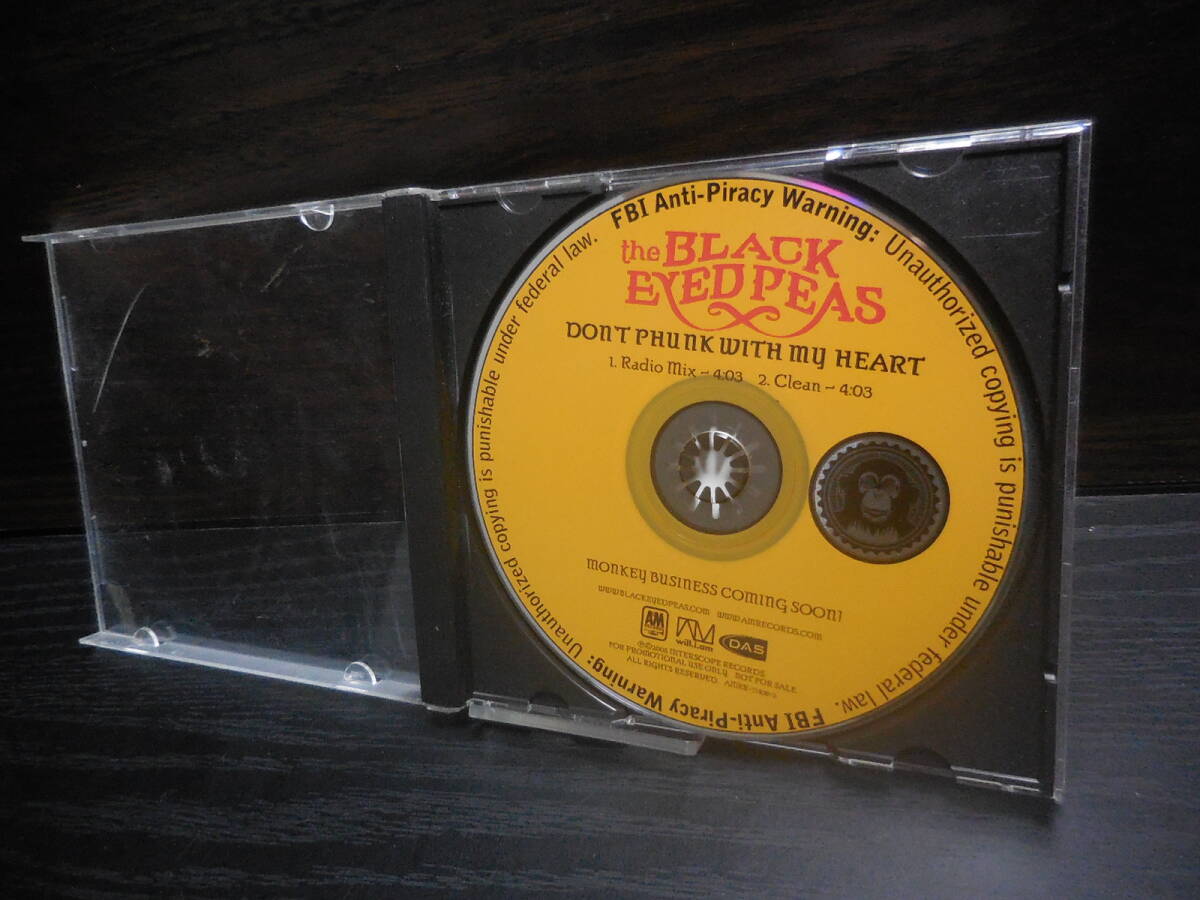 FBI Anti-Piracy Warning: Unauthorized copying is punishable under federal law.
the BLACK
EYED PEAS
DON'T PHUNK WITH MY HEART
1. Radio Mix ~ 4:03 2. Clean ~ 4:03
MONKEY BUSINESS COMING SOON!
WWW.BLACKEYEDPEAS.COM WWW.AMRECORDS.COM
AM
will.i.am
DAS
℗©2005 INTERSCOPE RECORDS
FOR PROMOTIONAL USE ONLY NOT FOR SALE
ALL RIGHTS RESERVED.
FBI Anti-Piracy Warning: Unauthorized copying is punishable under federal law.